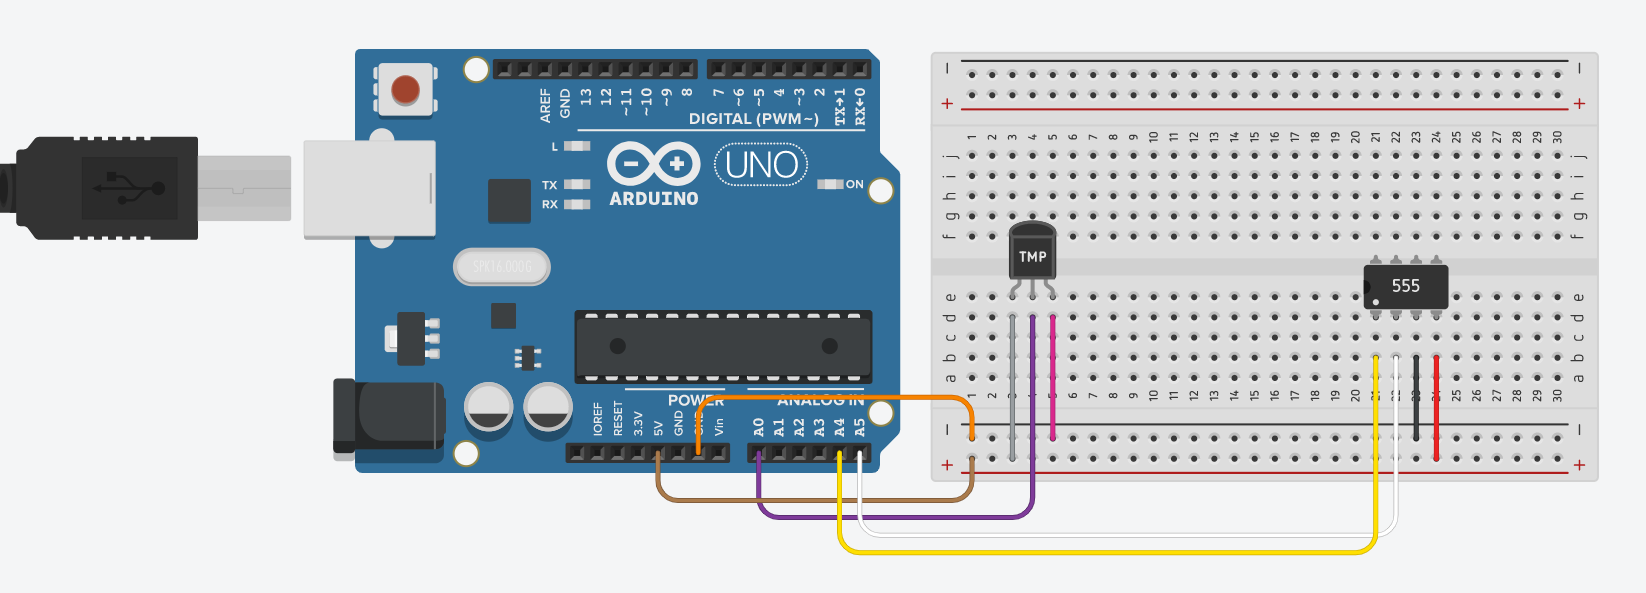 AREF GND 13 12 ~11 ~10 ~9 8 7 ~6 ~5 4 ~3 2 TX→1 RX←0
DIGITAL (PWM~)
L
TX
RX
ARDUINO
UNO
ON
SPK16.000G
POWER
ANALOG IN
IOREF RESET 3.3V 5V GND GND Vin A0 A1 A2 A3 A4 A5
− −
+ +
1 2 3 4 5 6 7 8 9 10 11 12 13 14 15 16 17 18 19 20 21 22 23 24 25 26 27 28 29 30
j j
i i
h h
g g
f f
TMP
555
e e
d d
c c
b b
a a
1 2 3 4 5 6 7 8 9 10 11 12 13 14 15 16 17 18 19 20 21 22 23 24 25 26 27 28 29 30
− −
+ +